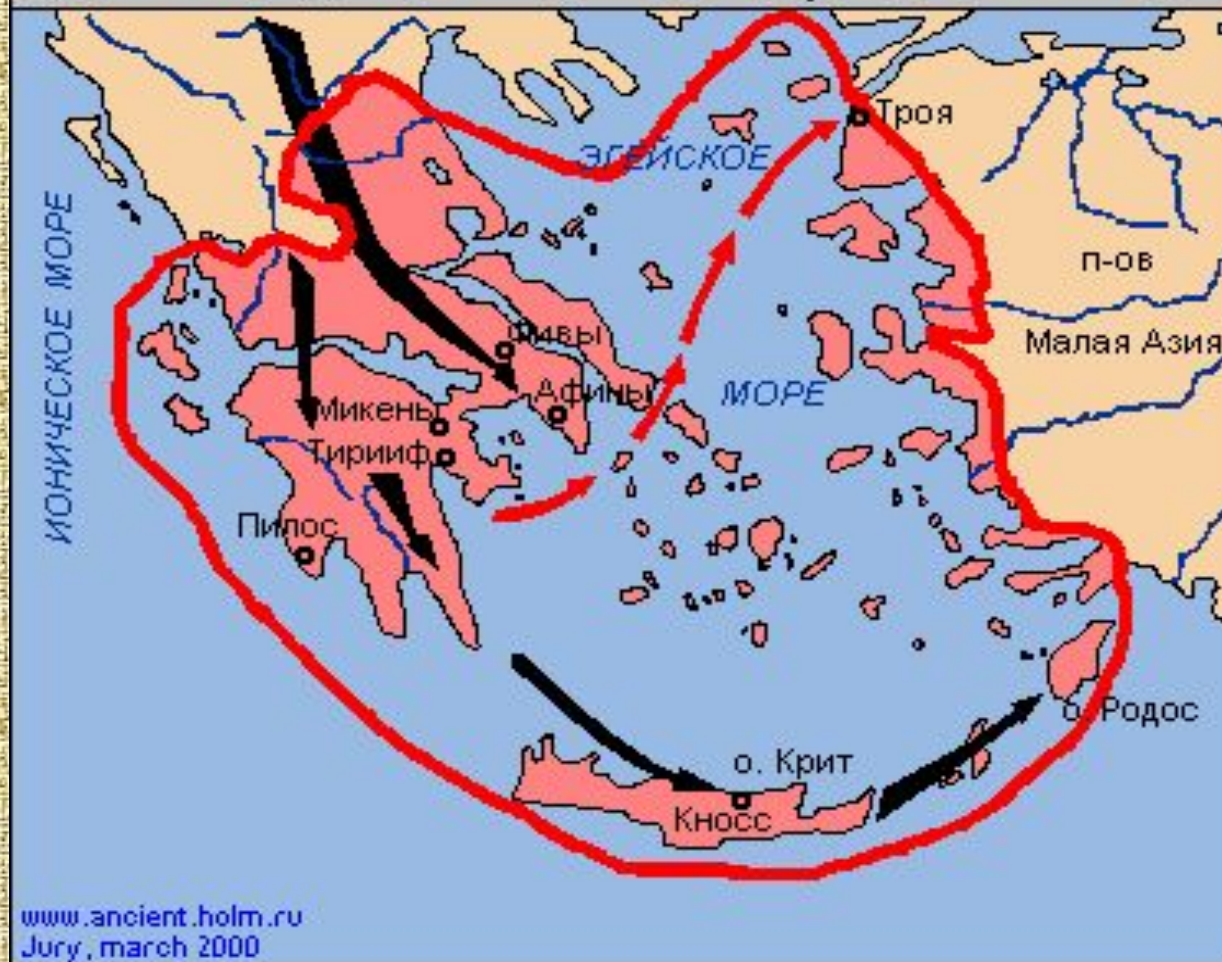 Троя
ЭГЕЙСКОЕ
ИОНИЧЕСКОЕ МОРЕ
п-ов
Малая Азия
Фивы
МОРЕ
Афины
Микены
Тирииф
Пилос
о. Родос
о. Крит
Кносс
www.ancient.holm.ru
Jury, march 2000